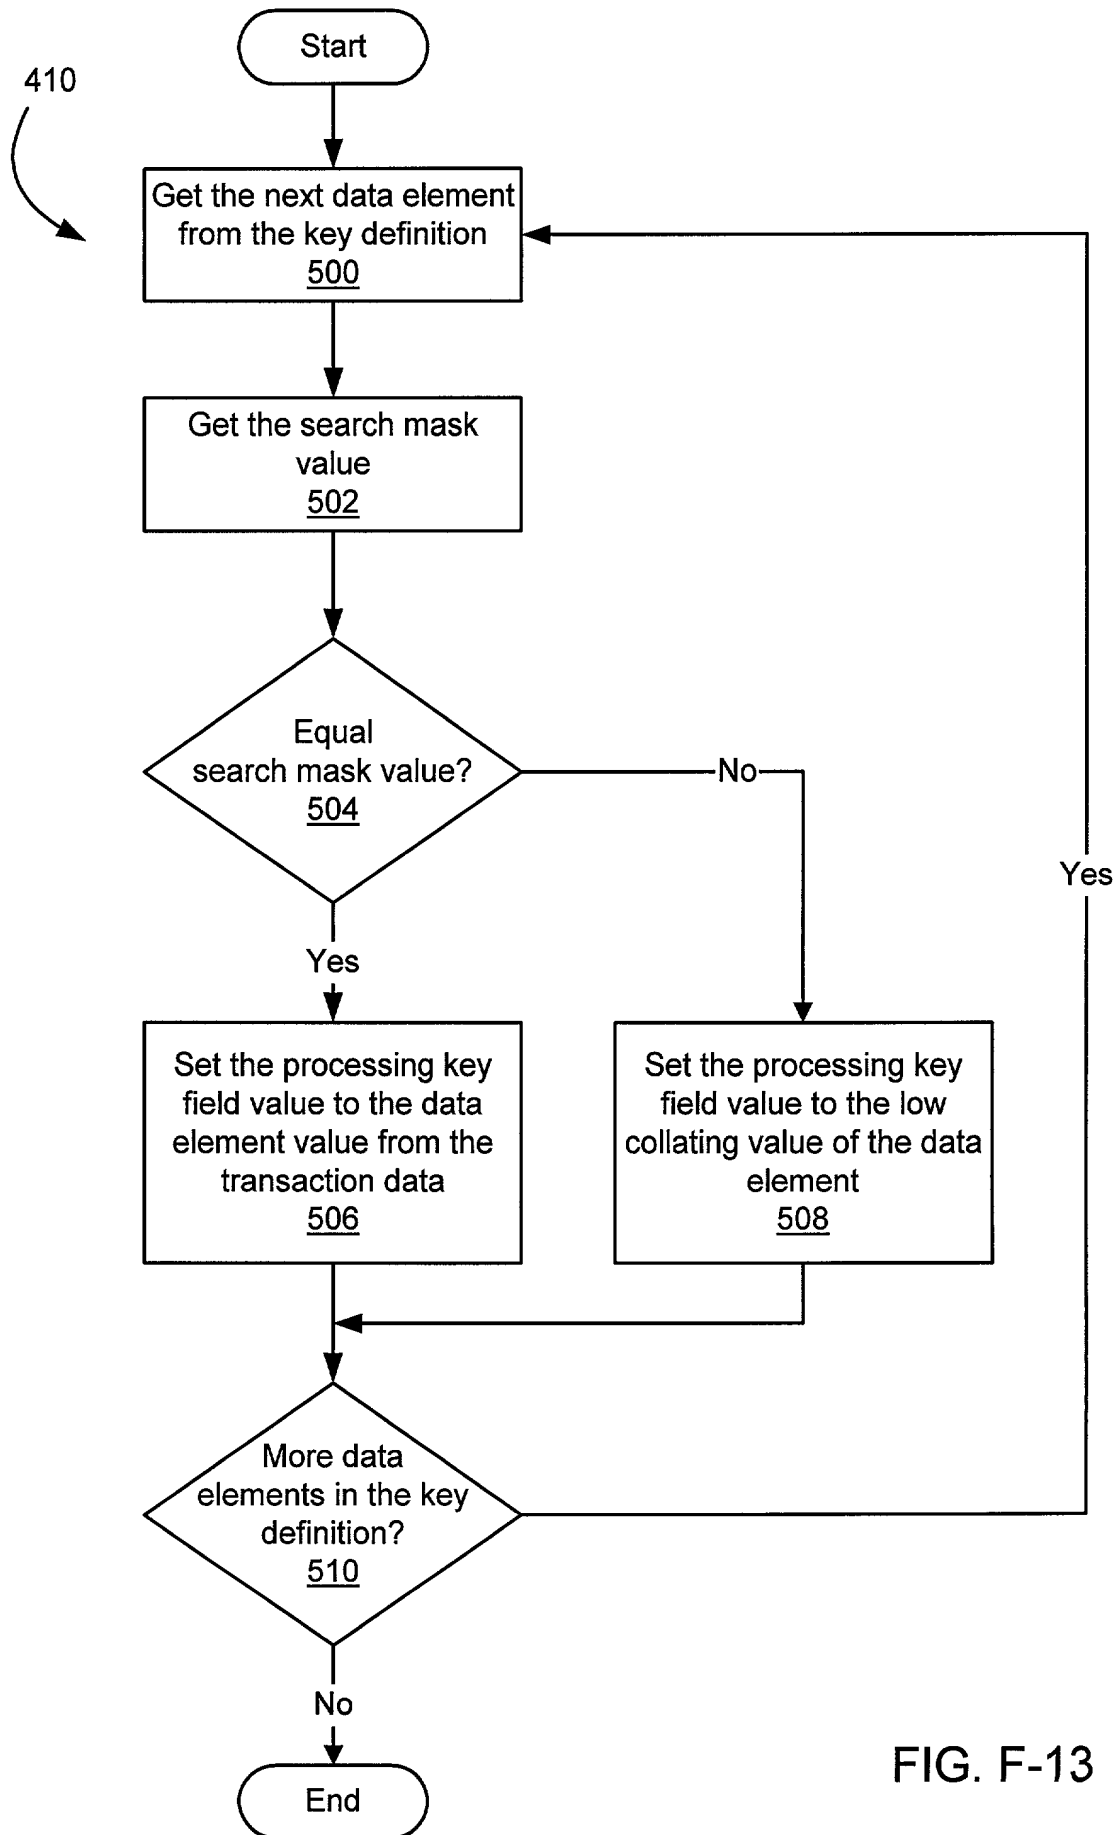 Start
410
Get the next data element
from the key definition
500
Get the search mask
value
502
Equal
search mask value?
504
No
Yes
Yes
Set the processing key
field value to the data
element value from the
transaction data
506
Set the processing key
field value to the low
collating value of the data
element
508
More data
elements in the key
definition?
510
No
End
FIG. F-13